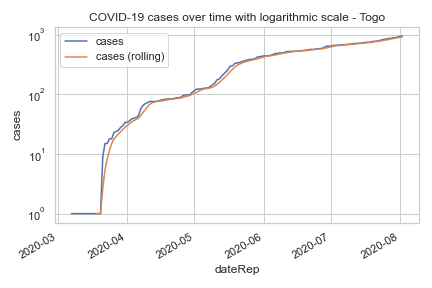 COVID-19 cases over time with logarithmic scale - Togo
cases
cases (rolling)
10³
10²
10¹
10⁰
cases
2020-03
2020-04
2020-05
2020-06
2020-07
2020-08
dateRep